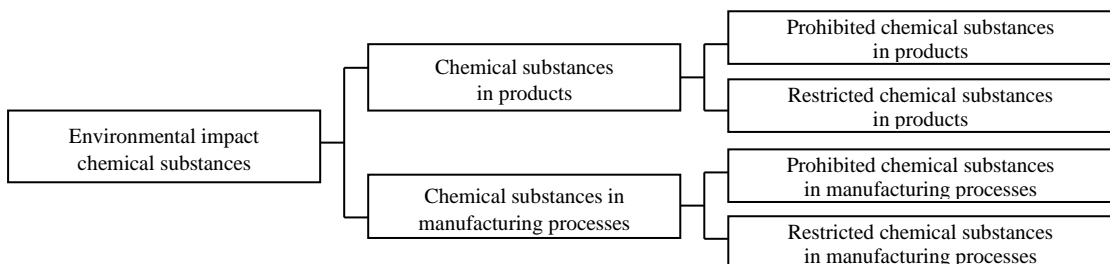 Environmental impact
chemical substances
Chemical substances
in products
Prohibited chemical substances
in products
Restricted chemical substances
in products
Chemical substances in
manufacturing processes
Prohibited chemical substances
in manufacturing processes
Restricted chemical substances
in manufacturing processes